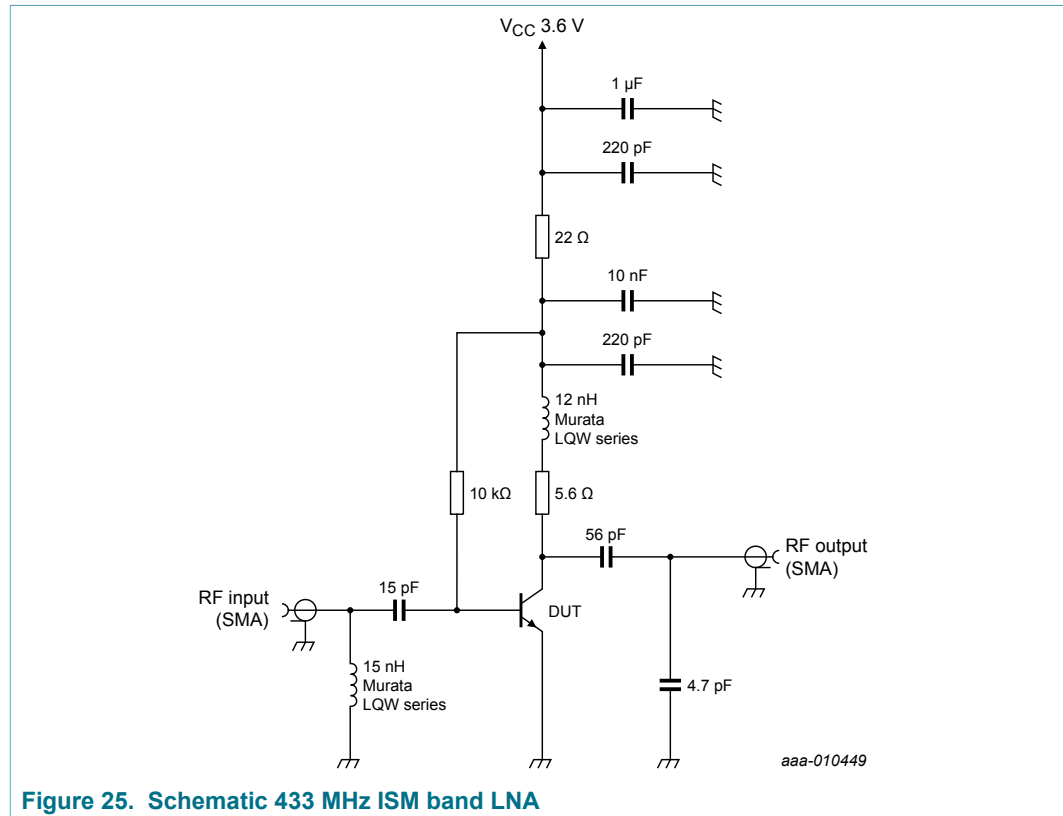 VCC 3.6 V
1 µF
220 pF
22 Ω
10 nF
220 pF
12 nH
Murata
LQW series
10 kΩ
5.6 Ω
56 pF
RF output
(SMA)
15 pF
RF input
(SMA)
DUT
15 nH
Murata
LQW series
4.7 pF
aaa-010449
Figure 25. Schematic 433 MHz ISM band LNA